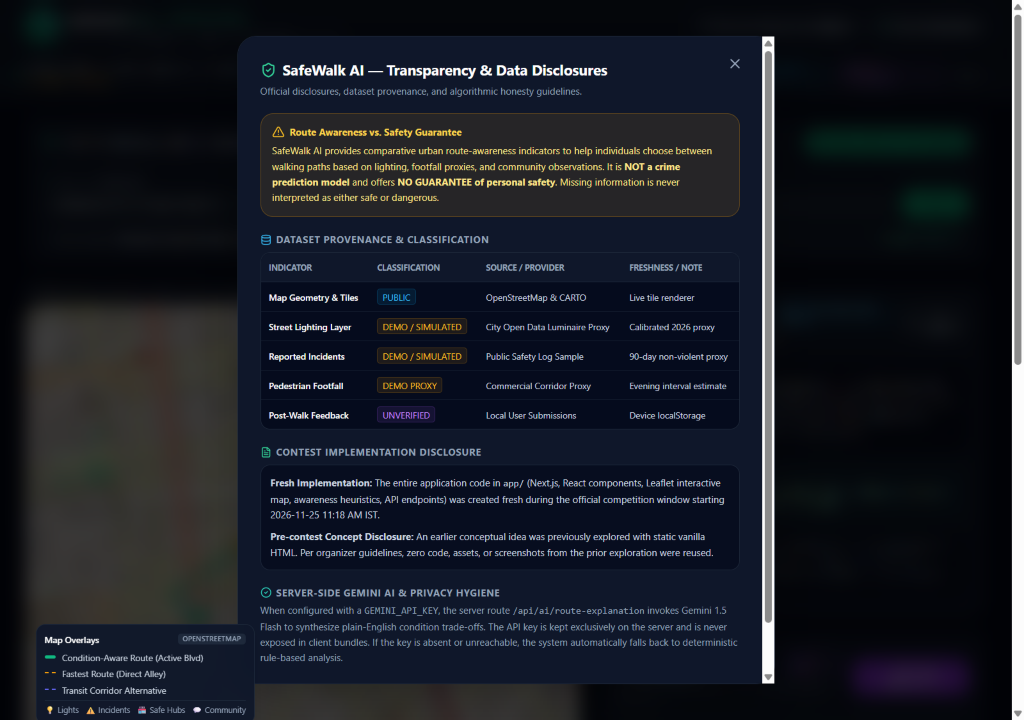 SafeWalk AI — Transparency & Data Disclosures
Official disclosures, dataset provenance, and algorithmic honesty guidelines.
Route Awareness vs. Safety Guarantee
SafeWalk AI provides comparative urban route-awareness indicators to help individuals choose between
walking paths based on lighting, footfall proxies, and community observations. It is NOT a crime
prediction model and offers NO GUARANTEE of personal safety. Missing information is never
interpreted as either safe or dangerous.
DATASET PROVENANCE & CLASSIFICATION
INDICATOR CLASSIFICATION SOURCE / PROVIDER FRESHNESS / NOTE
Map Geometry & Tiles PUBLIC OpenStreetMap & CARTO Live tile renderer
Street Lighting Layer DEMO / SIMULATED City Open Data Luminaire Proxy Calibrated 2026 proxy
Reported Incidents DEMO / SIMULATED Public Safety Log Sample 90-day non-violent proxy
Pedestrian Footfall DEMO PROXY Commercial Corridor Proxy Evening interval estimate
Post-Walk Feedback UNVERIFIED Local User Submissions Device localStorage
CONTEST IMPLEMENTATION DISCLOSURE
Fresh Implementation: The entire application code in app/ (Next.js, React components, Leaflet interactive
map, awareness heuristics, API endpoints) was created fresh during the official competition window starting
2026-11-25 11:18 AM IST.
Pre-contest Concept Disclosure: An earlier conceptual idea was previously explored with static vanilla
HTML. Per organizer guidelines, zero code, assets, or screenshots from the prior exploration were reused.
SERVER-SIDE GEMINI AI & PRIVACY HYGIENE
When configured with a GEMINI_API_KEY, the server route /api/ai/route-explanation invokes Gemini 1.5
Flash to synthesize plain-English condition trade-offs. The API key is kept exclusively on the server and is never
exposed in client bundles. If the key is absent or unreachable, the system automatically falls back to deterministic
rule-based analysis.
Map Overlays OPENSTREETMAP
Condition-Aware Route (Active Blvd)
Fastest Route (Direct Alley)
Transit Corridor Alternative
Lights Incidents Safe Hubs Community